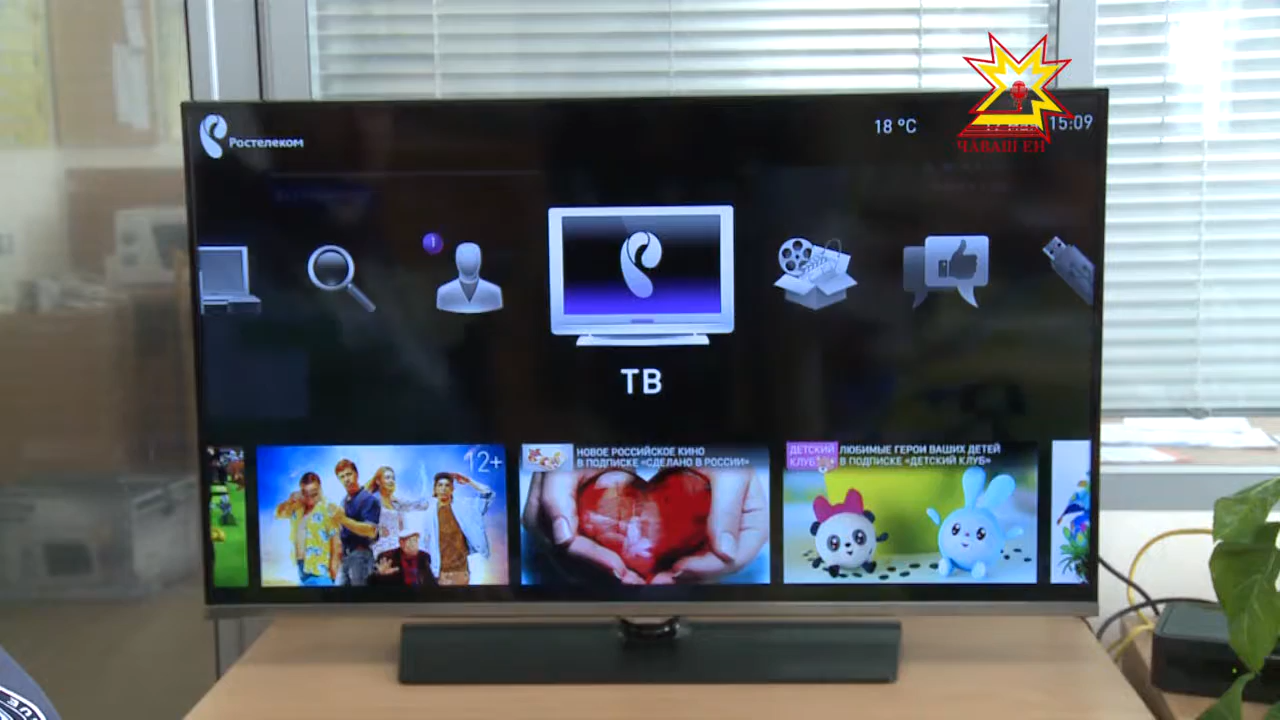 Ростелеком
18 °C
15:09
ЧАВАШ ЕН
1
ТВ
12+
НОВОЕ РОССИЙСКОЕ КИНО
В ПОДПИСКЕ «СДЕЛАНО В РОССИИ»
ДЕТСКИЙ
КЛУБ
ЛЮБИМЫЕ ГЕРОИ ВАШИХ ДЕТЕЙ
В ПОДПИСКЕ «ДЕТСКИЙ КЛУБ»